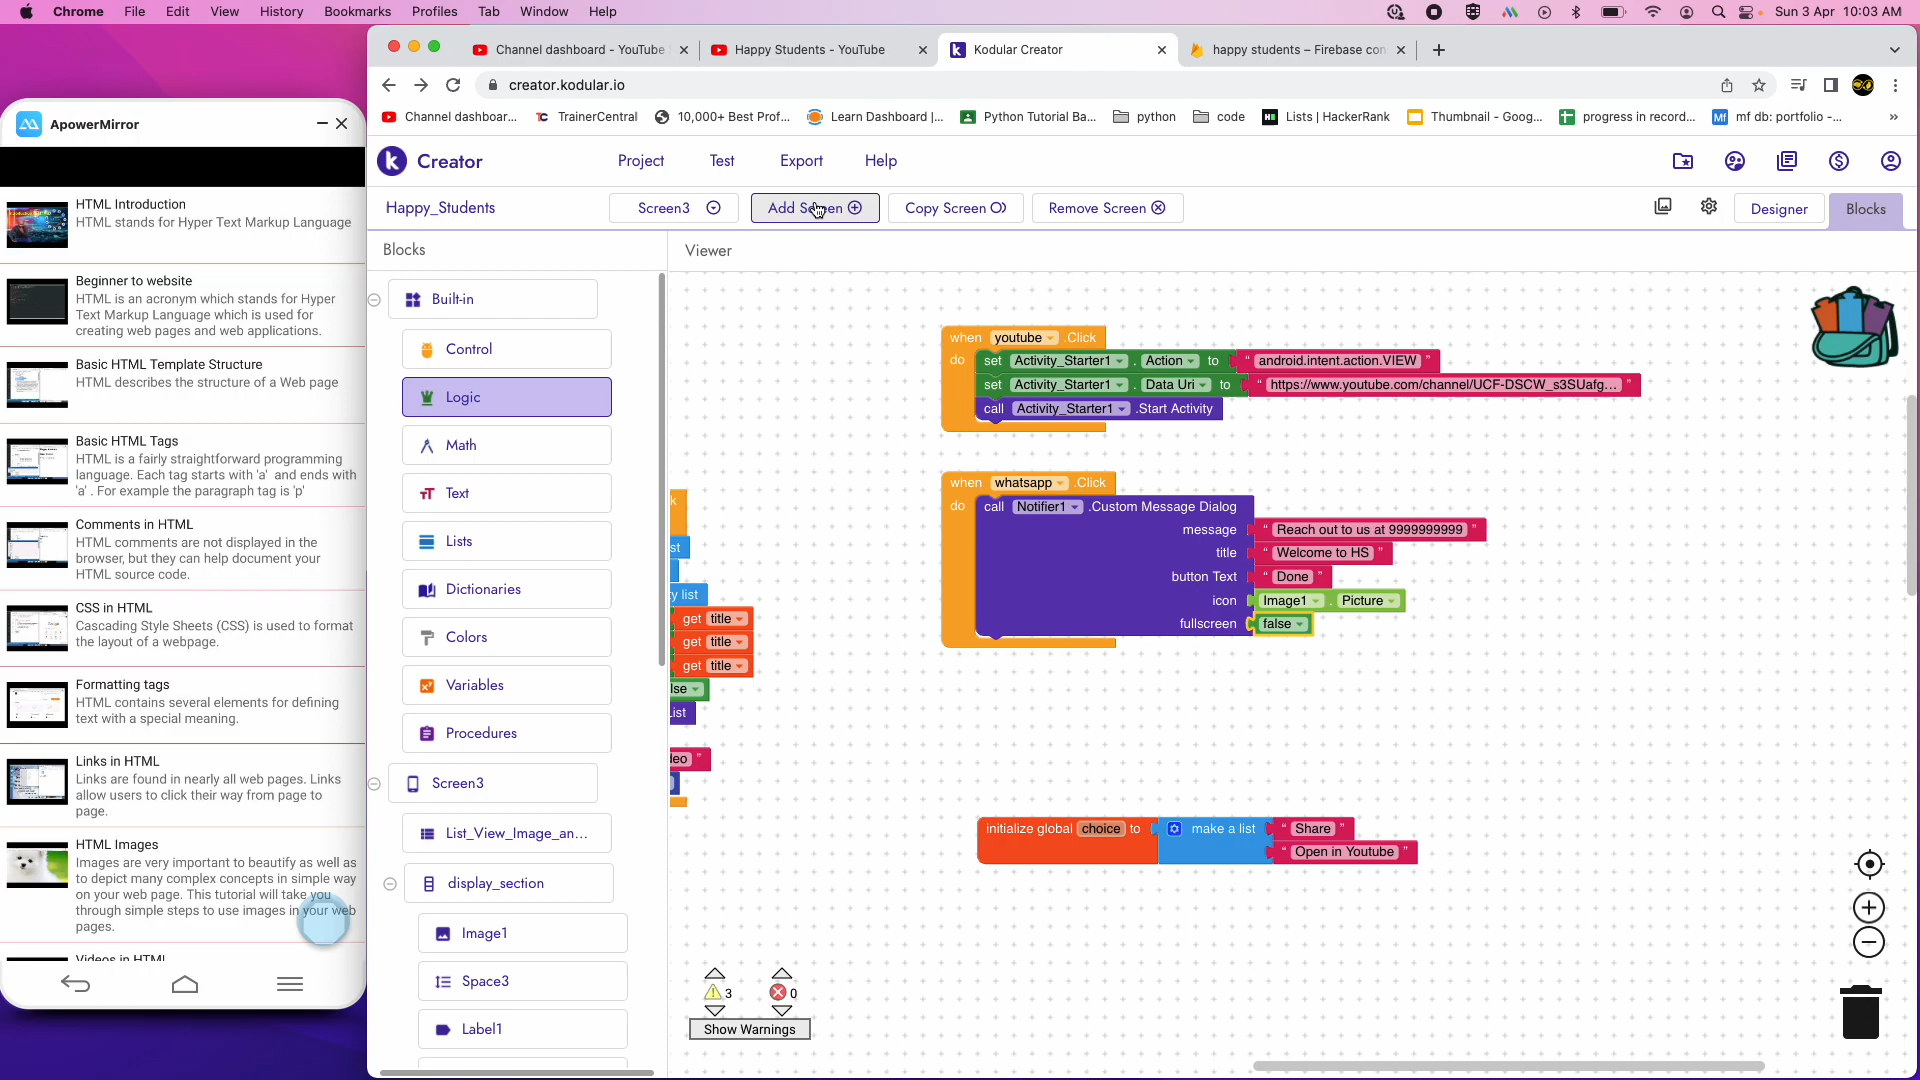 Chrome File Edit View History Bookmarks Profiles Tab Window Help Sun 3 Apr 10:03 AM
Channel dashboard - YouTube
Happy Students - YouTube
Kodular Creator
happy students – Firebase con
creator.kodular.io
Channel dashboar...
TrainerCentral
10,000+ Best Prof...
Learn Dashboard |...
Python Tutorial Ba...
python
code
Lists | HackerRank
Thumbnail - Goog...
progress in record...
mf db: portfolio -...
ApowerMirror
HTML Introduction
HTML stands for Hyper Text Markup Language
Beginner to website
HTML is an acronym which stands for Hyper
Text Markup Language which is used for
creating web pages and web applications.
Basic HTML Template Structure
HTML describes the structure of a Web page
Basic HTML Tags
HTML is a fairly straightforward programming
language. Each tag starts with 'a' and ends with
'a' . For example the paragraph tag is 'p'
Comments in HTML
HTML comments are not displayed in the
browser, but they can help document your
HTML source code.
CSS in HTML
Cascading Style Sheets (CSS) is used to format
the layout of a webpage.
Formatting tags
HTML contains several elements for defining
text with a special meaning.
Links in HTML
Links are found in nearly all web pages. Links
allow users to click their way from page to
page.
HTML Images
Images are very important to beautify as well as
to depict many complex concepts in simple way
on your web page. This tutorial will take you
through simple steps to use images in your web
pages.
Videos in HTML
Creator
Project Test Export Help
Happy_Students
Screen3
Add Screen
Copy Screen
Remove Screen
Designer
Blocks
Blocks
Viewer
Built-in
Control
Logic
Math
Text
Lists
Dictionaries
Colors
Variables
Procedures
Screen3
List_View_Image_an...
display_section
Image1
Space3
Label1
when youtube .Click
do set Activity_Starter1 . Action to " android.intent.action.VIEW "
set Activity_Starter1 . Data Uri to " https://www.youtube.com/channel/UCF-DSCW_s3SUafg... "
call Activity_Starter1 .Start Activity
when whatsapp .Click
do call Notifier1 .Custom Message Dialog
message " Reach out to us at 9999999999 "
title " Welcome to HS "
button Text " Done "
icon Image1 . Picture
fullscreen false
k
st
y list
get title
get title
get title
lse
List
deo "
initialize global choice to make a list " Share "
" Open in Youtube "
3 0
Show Warnings